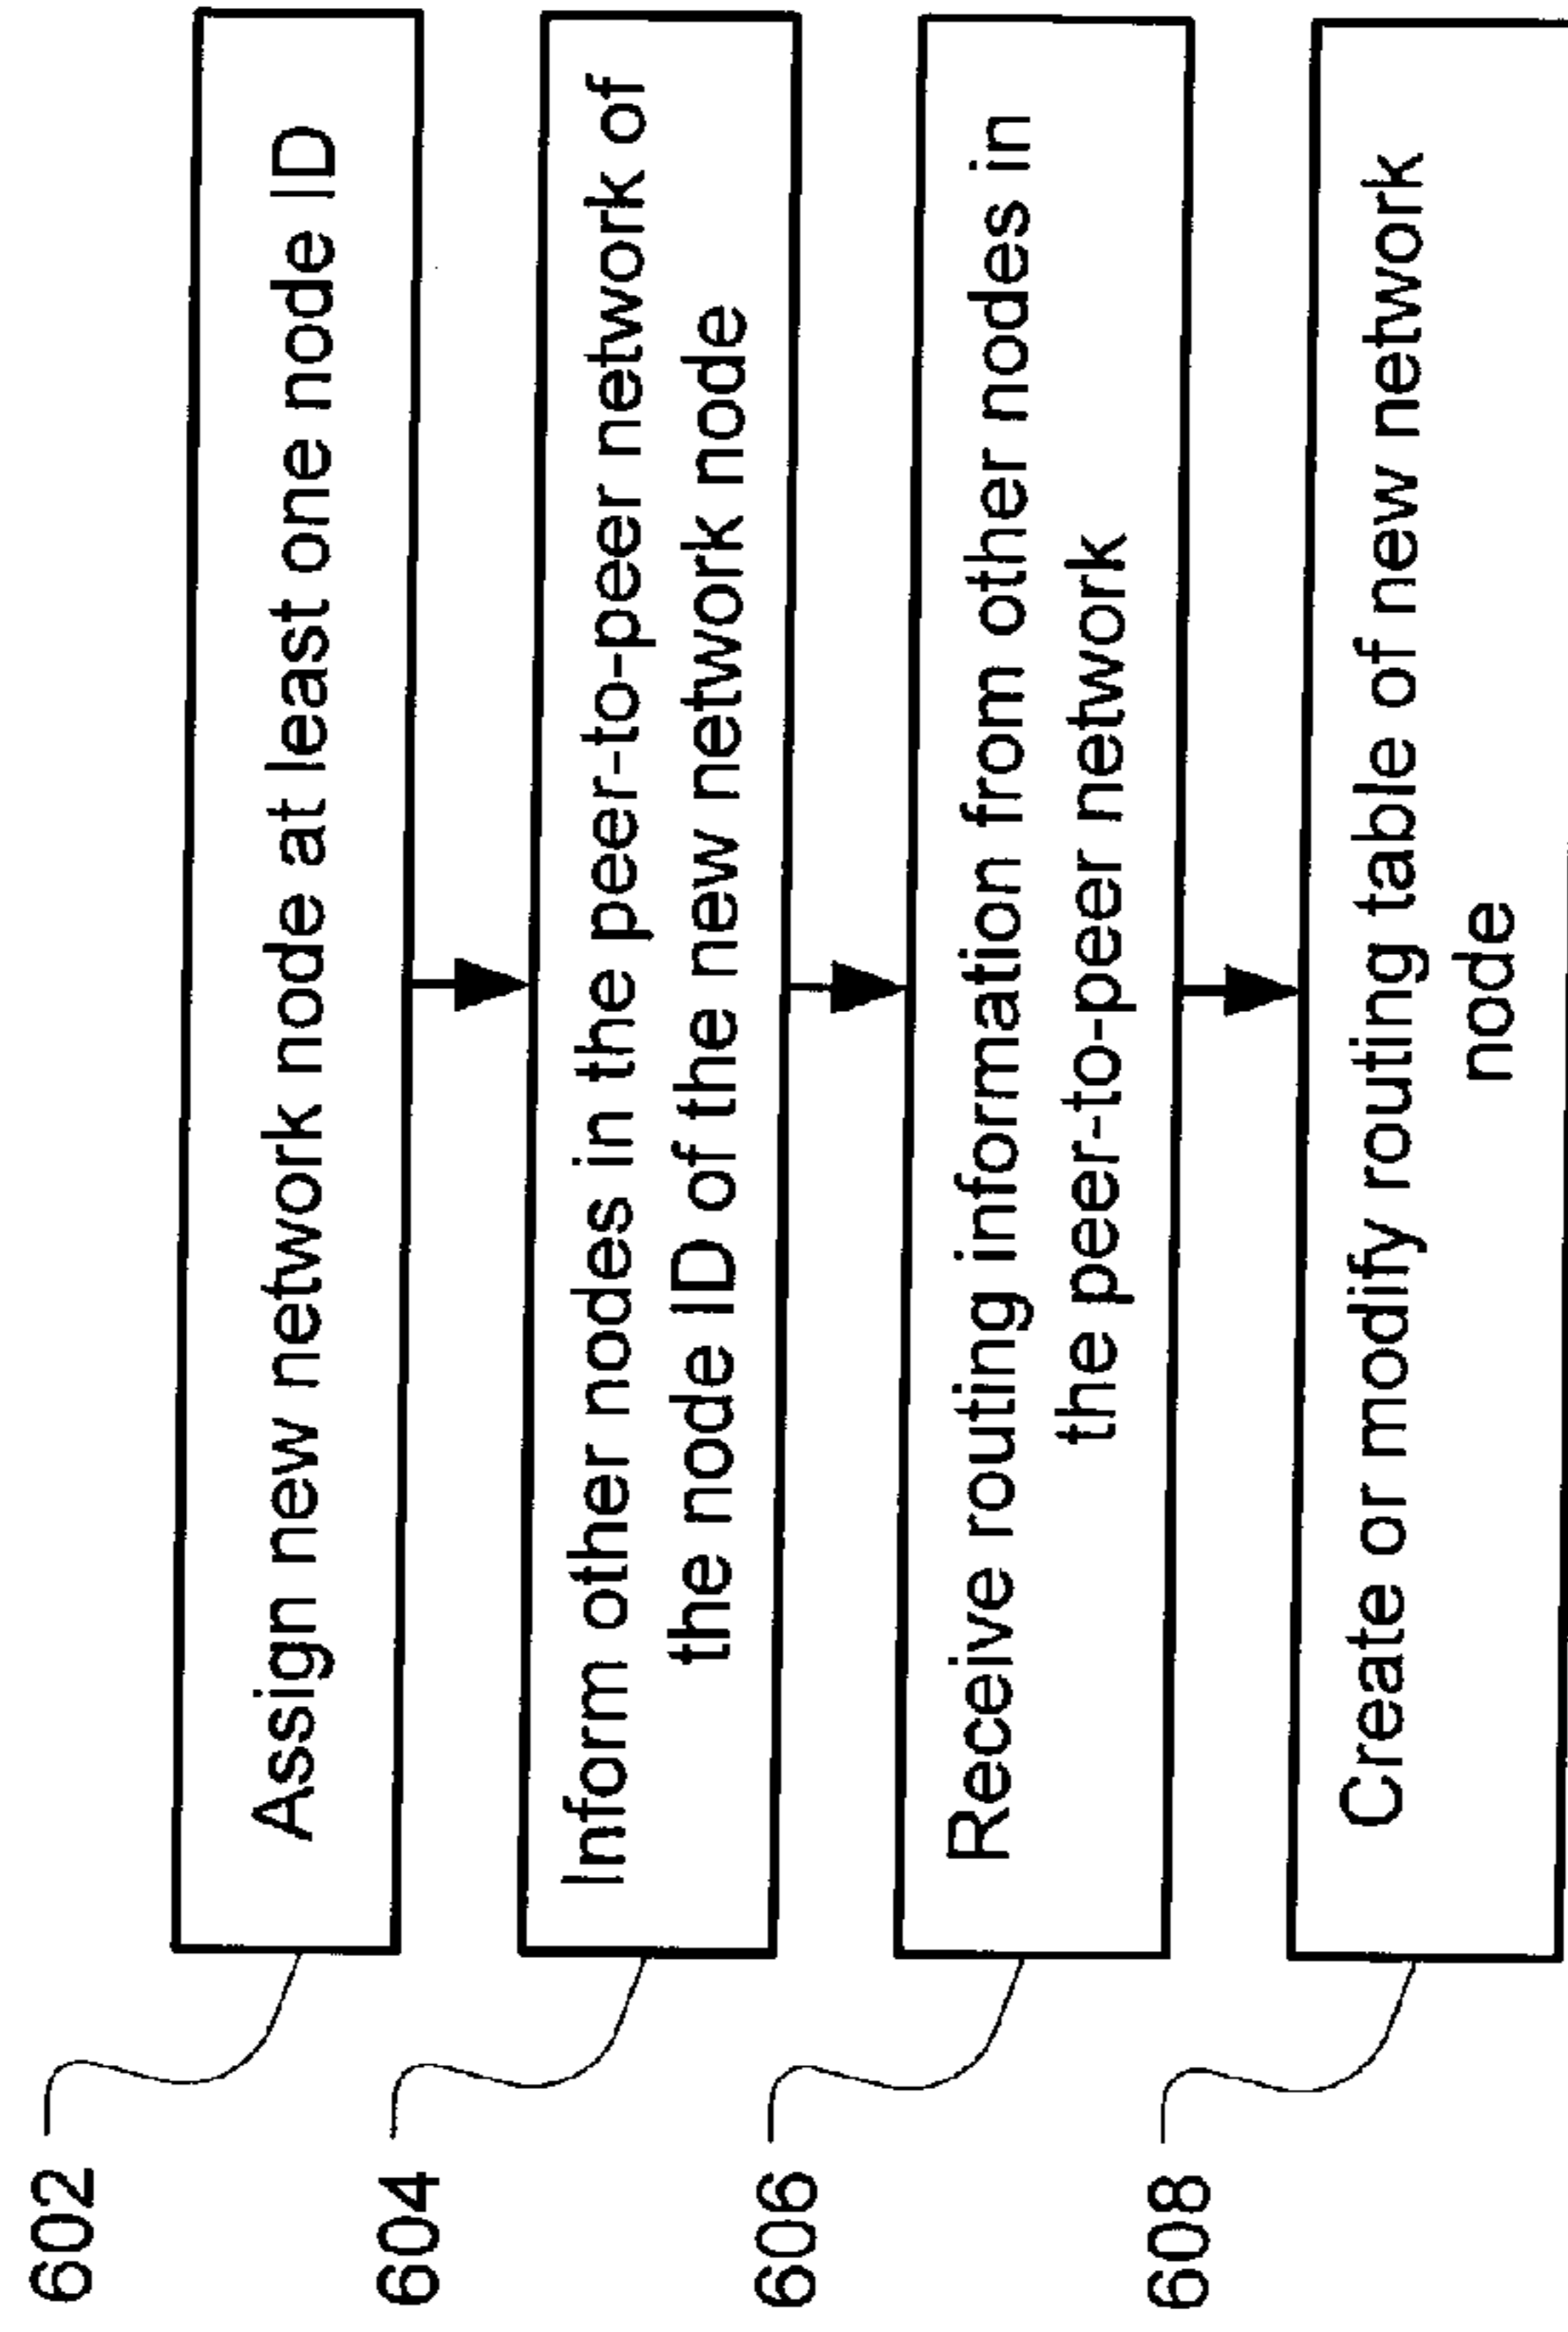 602
Assign new network node at least one node ID
604
Inform other nodes in the peer-to-peer network of
the node ID of the new network node
606
Receive routing information from other nodes in
the peer-to-peer network
608
Create or modify routing table of new network
node